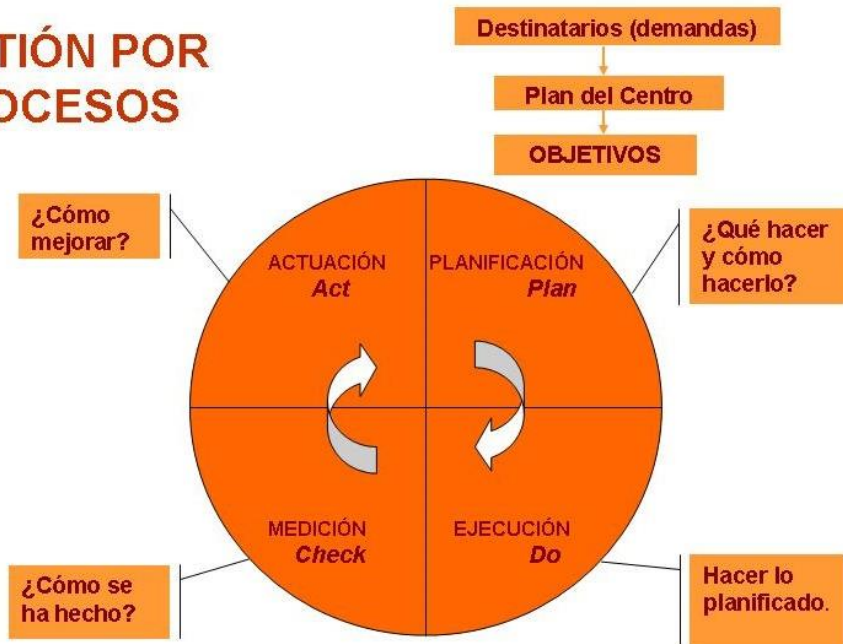 TIÓN POR
OCESOS
Destinatarios (demandas)
Plan del Centro
OBJETIVOS
¿Cómo
mejorar?
ACTUACIÓN
Act
PLANIFICACIÓN
Plan
¿Qué hacer
y cómo
hacerlo?
MEDICIÓN
Check
EJECUCIÓN
Do
¿Cómo se
ha hecho?
Hacer lo
planificado.